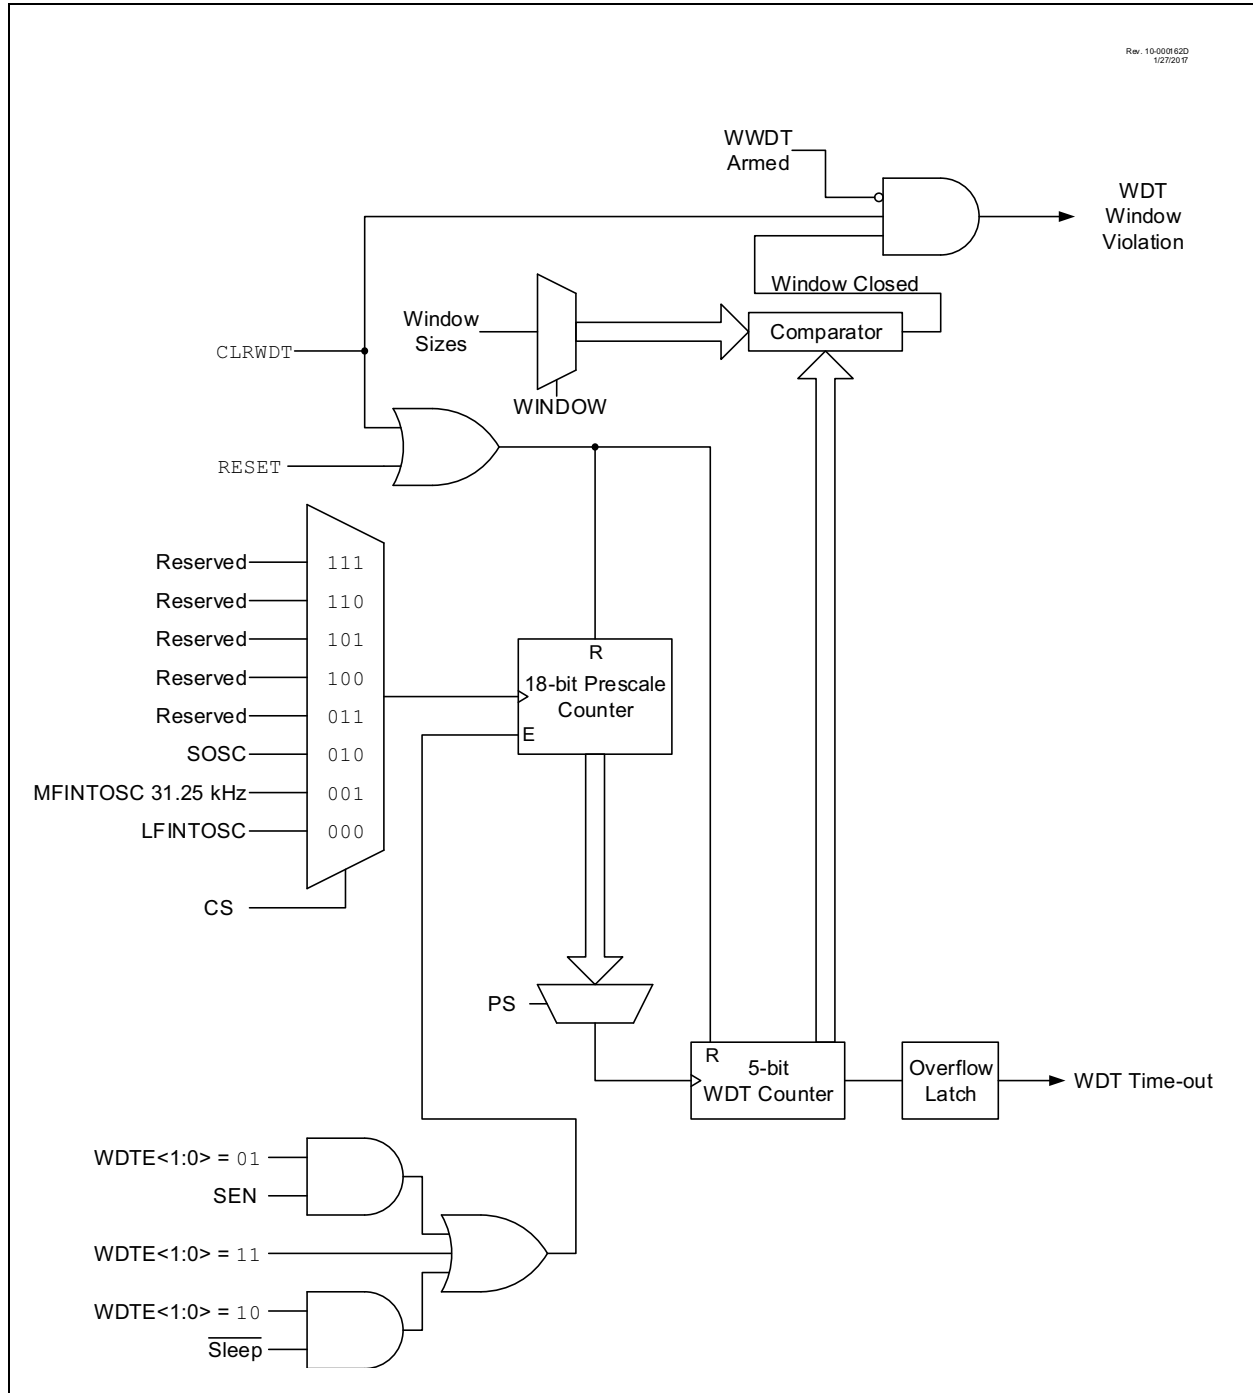 Rev. 10-000162D
1/27/2017
WWDT
Armed
WDT
Window
Violation
Window Closed
Window
Sizes
Comparator
CLRWDT
WINDOW
RESET
Reserved 111
Reserved 110
Reserved 101
Reserved 100
Reserved 011
SOSC 010
MFINTOSC 31.25 kHz 001
LFINTOSC 000
CS
R
18-bit Prescale
Counter
E
PS
R
5-bit
WDT Counter
Overflow
Latch
WDT Time-out
WDTE<1:0> = 01
SEN
WDTE<1:0> = 11
WDTE<1:0> = 10
Sleep